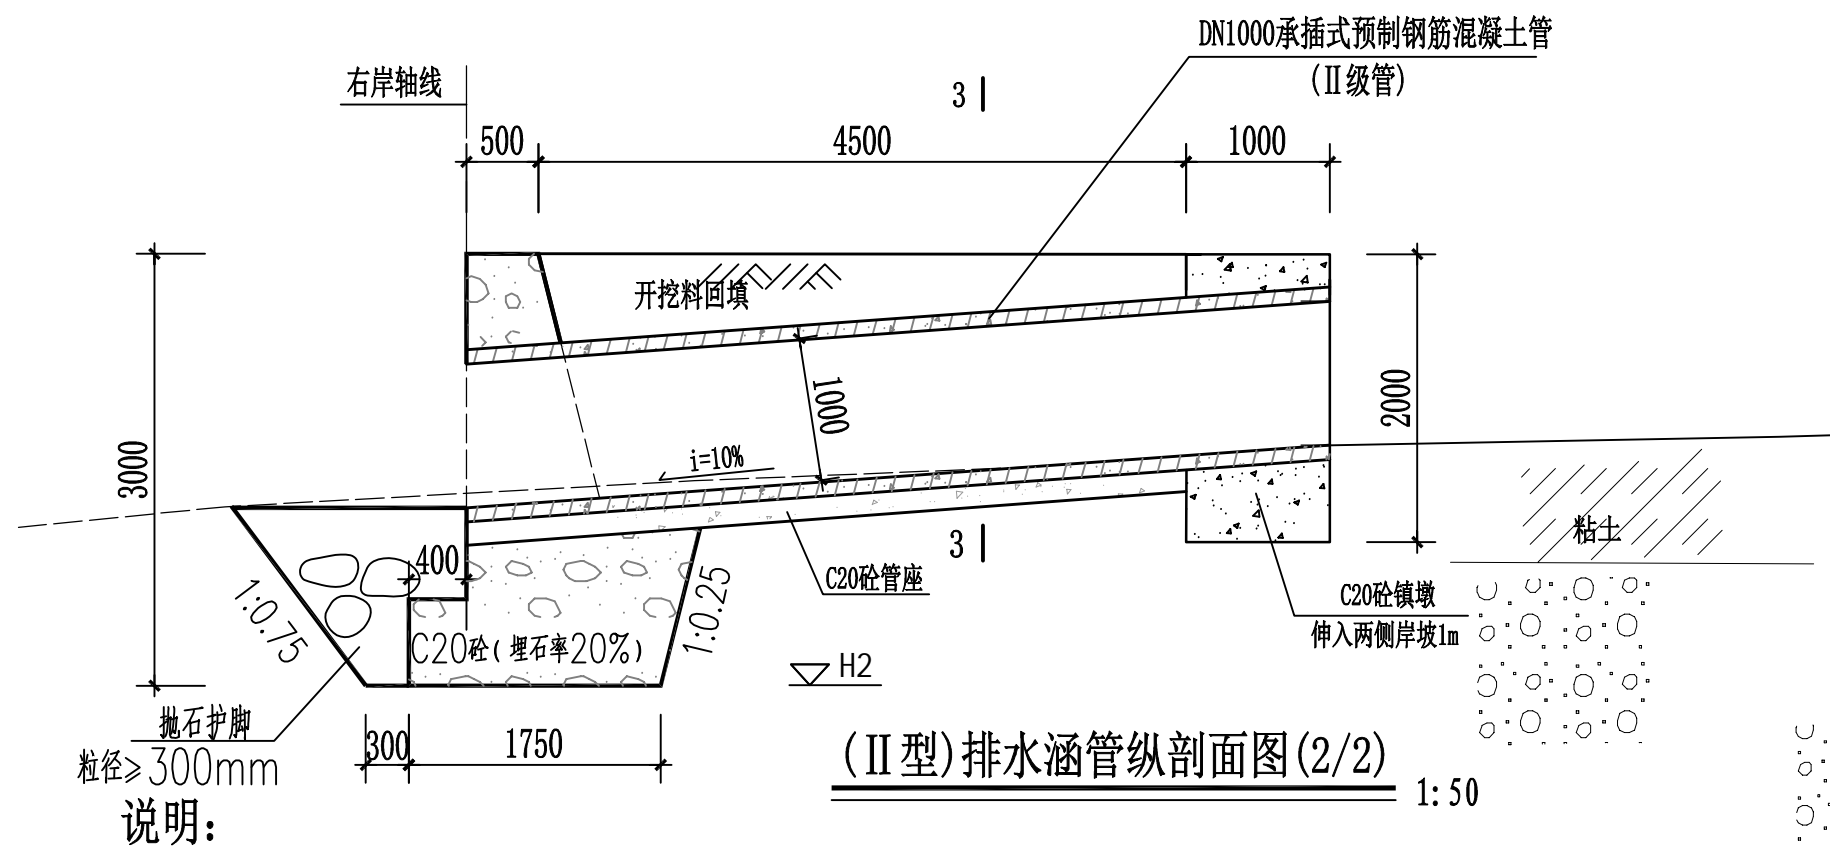 DN1000承插式预制钢筋混凝土管
(Ⅱ级管)
右岸轴线
3
500
4500
1000
开挖料回填
1000
2000
3000
i=10%
3
粘土
400
C20砼管座
C20砼镇墩
伸入两侧岸坡1m
1:0.75
1:0.25
C20砼(埋石率20%)
H2
抛石护脚
粒径≥300mm
300
1750
(Ⅱ型)排水涵管纵剖面图(2/2)
1:50
说明: